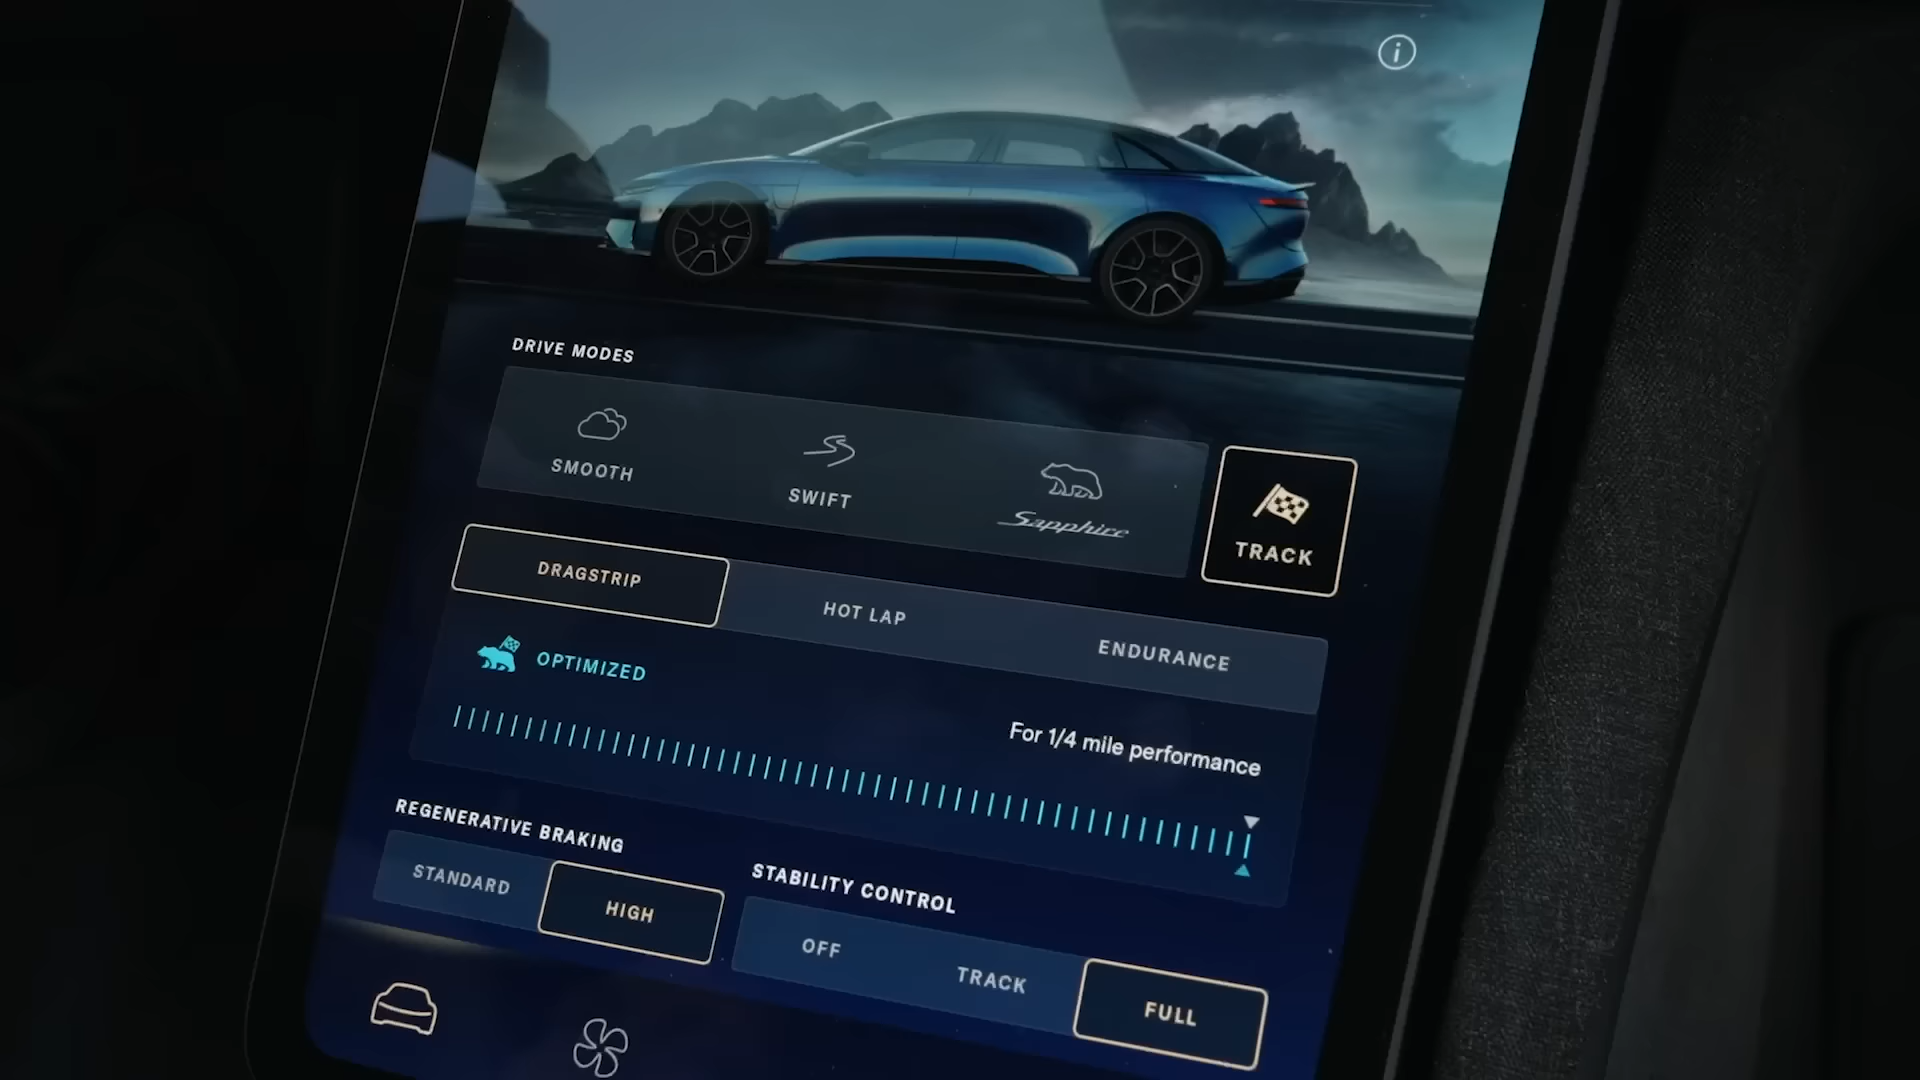 i
DRIVE MODES
SMOOTH
SWIFT
Sapphire
TRACK
DRAGSTRIP
HOT LAP
ENDURANCE
OPTIMIZED
For 1/4 mile performance
REGENERATIVE BRAKING
STANDARD
HIGH
STABILITY CONTROL
OFF
TRACK
FULL